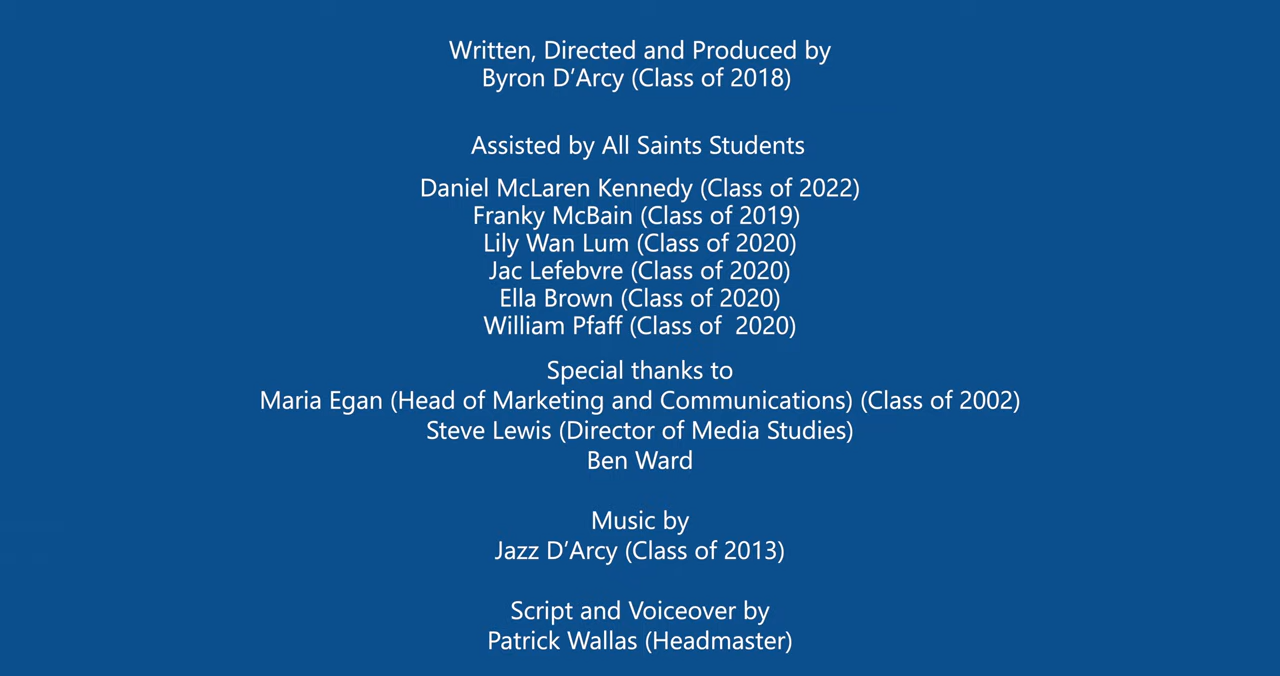 Written, Directed and Produced by
Byron D’Arcy (Class of 2018)
Assisted by All Saints Students
Daniel McLaren Kennedy (Class of 2022)
Franky McBain (Class of 2019)
Lily Wan Lum (Class of 2020)
Jac Lefebvre (Class of 2020)
Ella Brown (Class of 2020)
William Pfaff (Class of  2020)
Special thanks to
Maria Egan (Head of Marketing and Communications) (Class of 2002)
Steve Lewis (Director of Media Studies)
Ben Ward
Music by
Jazz D’Arcy (Class of 2013)
Script and Voiceover by
Patrick Wallas (Headmaster)